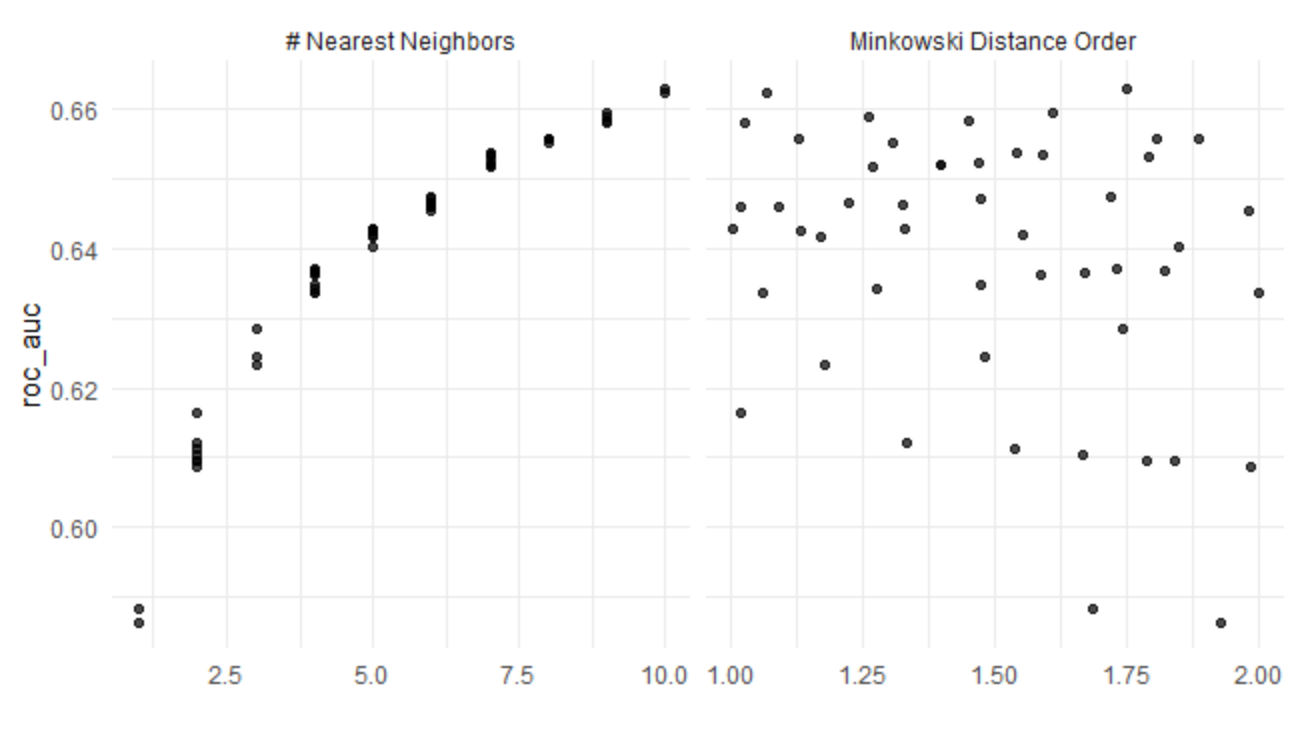 # Nearest Neighbors
Minkowski Distance Order
roc_auc
0.66
0.64
0.62
0.60
2.5 5.0 7.5 10.0
1.00 1.25 1.50 1.75 2.00